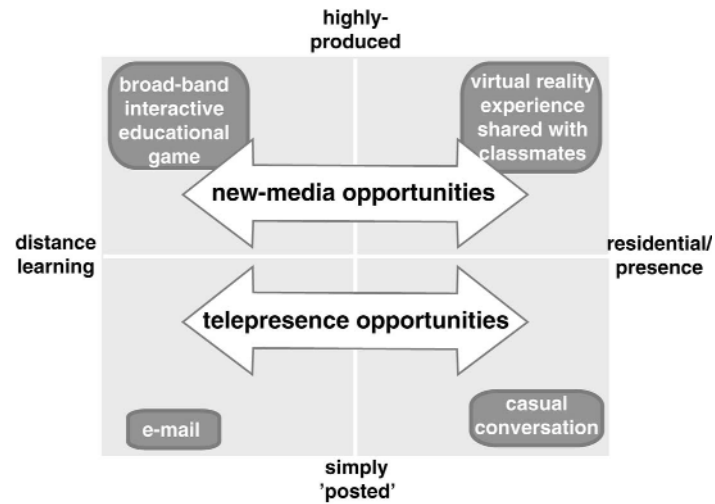 highly-
produced
broad-band
interactive
educational
game
virtual reality
experience
shared with
classmates
new-media opportunities
distance
learning
residential/
presence
telepresence opportunities
e-mail
casual
conversation
simply
'posted'